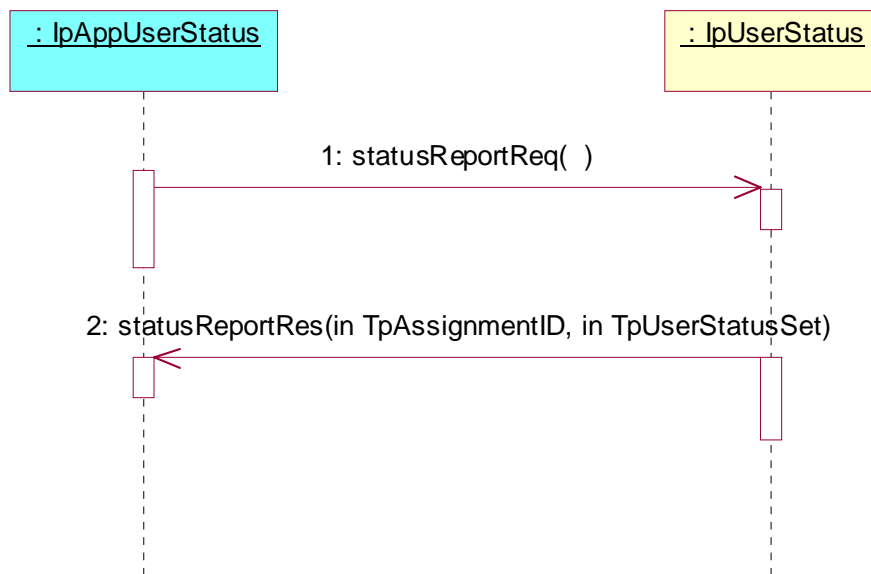 : IpAppUserStatus
: IpUserStatus
1: statusReportReq( )
2: statusReportRes(in TpAssignmentID, in TpUserStatusSet)